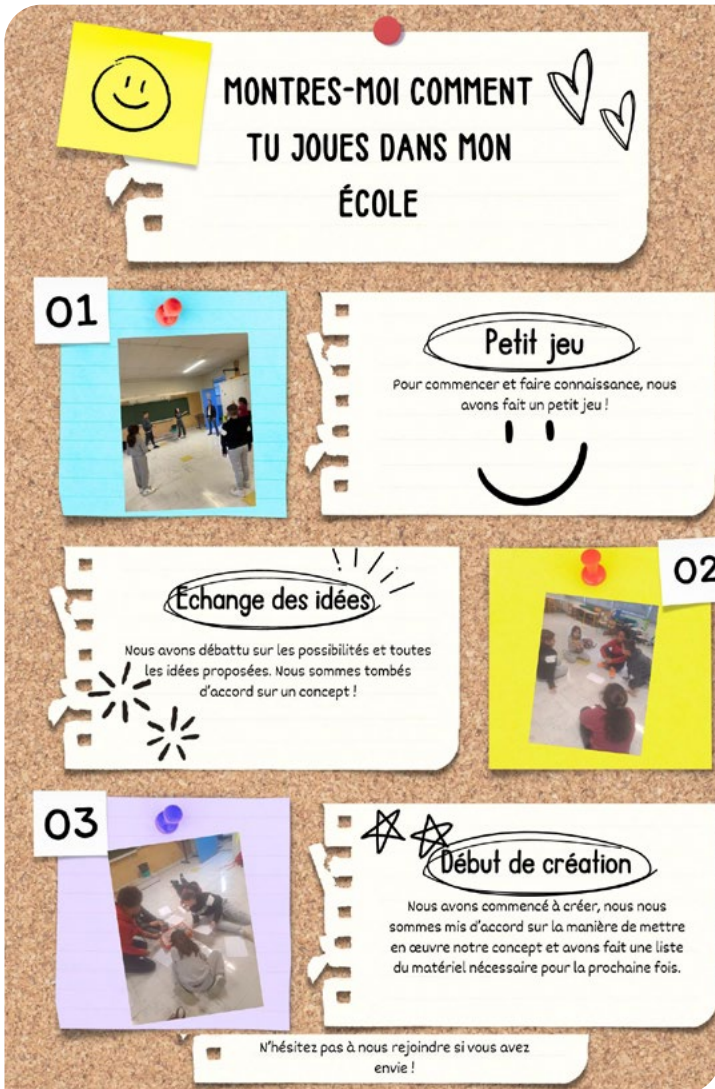 MONTRES-MOI COMMENT
TU JOUES DANS MON
ÉCOLE
01
Petit jeu
Pour commencer et faire connaissance, nous
avons fait un petit jeu !
02
Échange des idées
Nous avons débattu sur les possibilités et toutes
les idées proposées. Nous sommes tombés
d'accord sur un concept !
03
Début de création
Nous avons commencé à créer, nous nous
sommes mis d'accord sur la manière de mettre
en œuvre notre concept et avons fait une liste
du matériel nécessaire pour la prochaine fois.
N'hésitez pas à nous rejoindre si vous avez
envie !